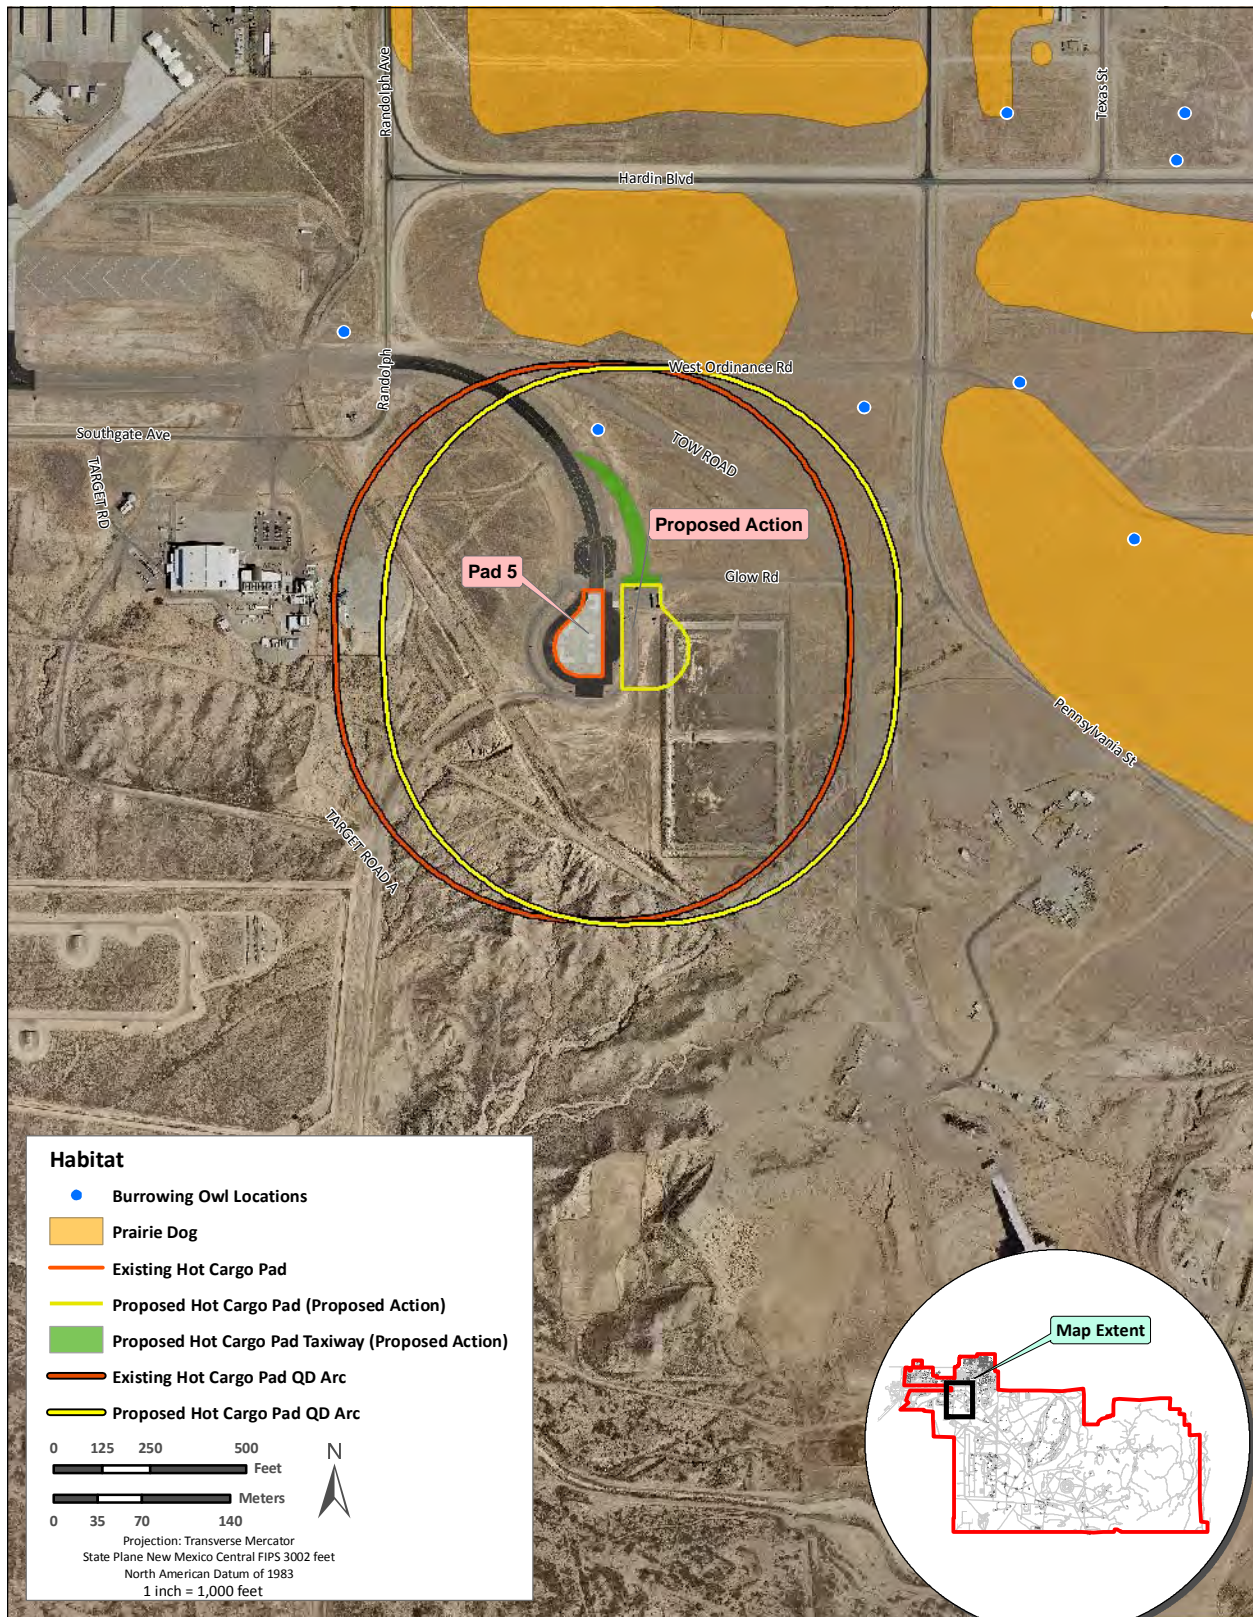 Randolph Ave
Texas St
Hardin Blvd
West Ordinance Rd
Randolph
Southgate Ave
TARGET RD
TOW ROAD
Proposed Action
Pad 5
Glow Rd
Pennsylvania St
TARGET ROAD A
Habitat
Burrowing Owl Locations
Prairie Dog
Existing Hot Cargo Pad
Proposed Hot Cargo Pad (Proposed Action)
Proposed Hot Cargo Pad Taxiway (Proposed Action)
Existing Hot Cargo Pad QD Arc
Proposed Hot Cargo Pad QD Arc
0 125 250 500
Feet
Meters
0 35 70 140
N
Projection: Transverse Mercator
State Plane New Mexico Central FIPS 3002 feet
North American Datum of 1983
1 inch = 1,000 feet
Map Extent